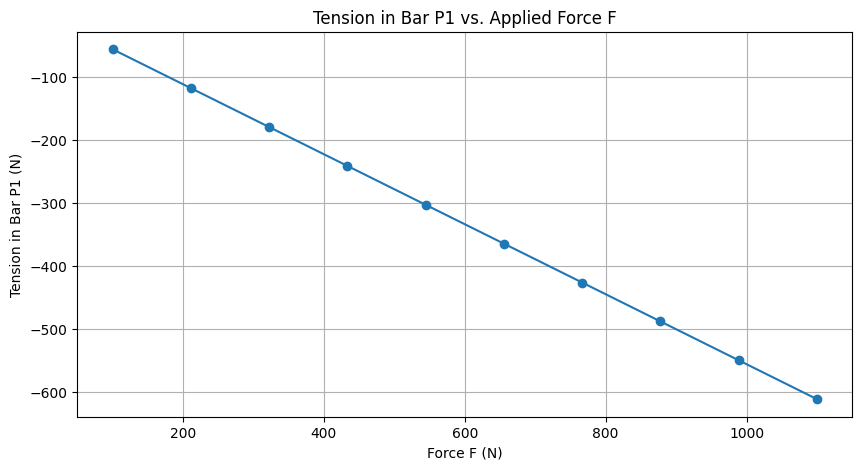 Tension in Bar P1 vs. Applied Force F
−100
−200
−300
−400
−500
−600
Tension in Bar P1 (N)
200 400 600 800 1000
Force F (N)